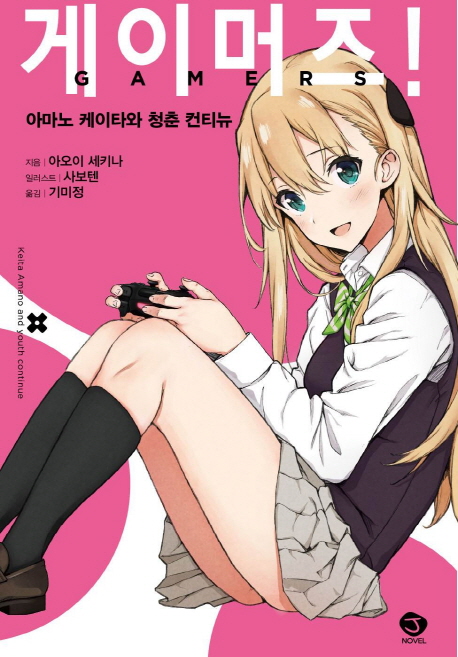 게이머즈!
GAMERS
아마노 케이타와 청춘 컨티뉴
지음 | 아오이 세키나
일러스트 | 사보텐
옮김 | 기미정
Keita Amano and youth continue
J
NOVEL